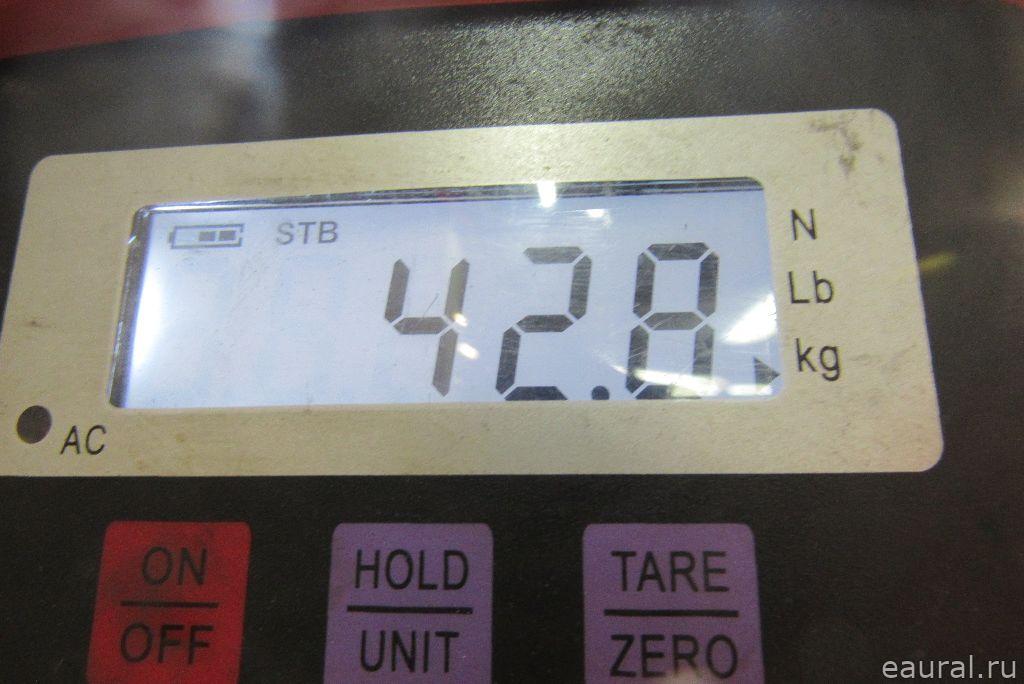 STB
42.8
N
Lb
kg
AC
ON
OFF
HOLD
UNIT
TARE
ZERO
eaural.ru